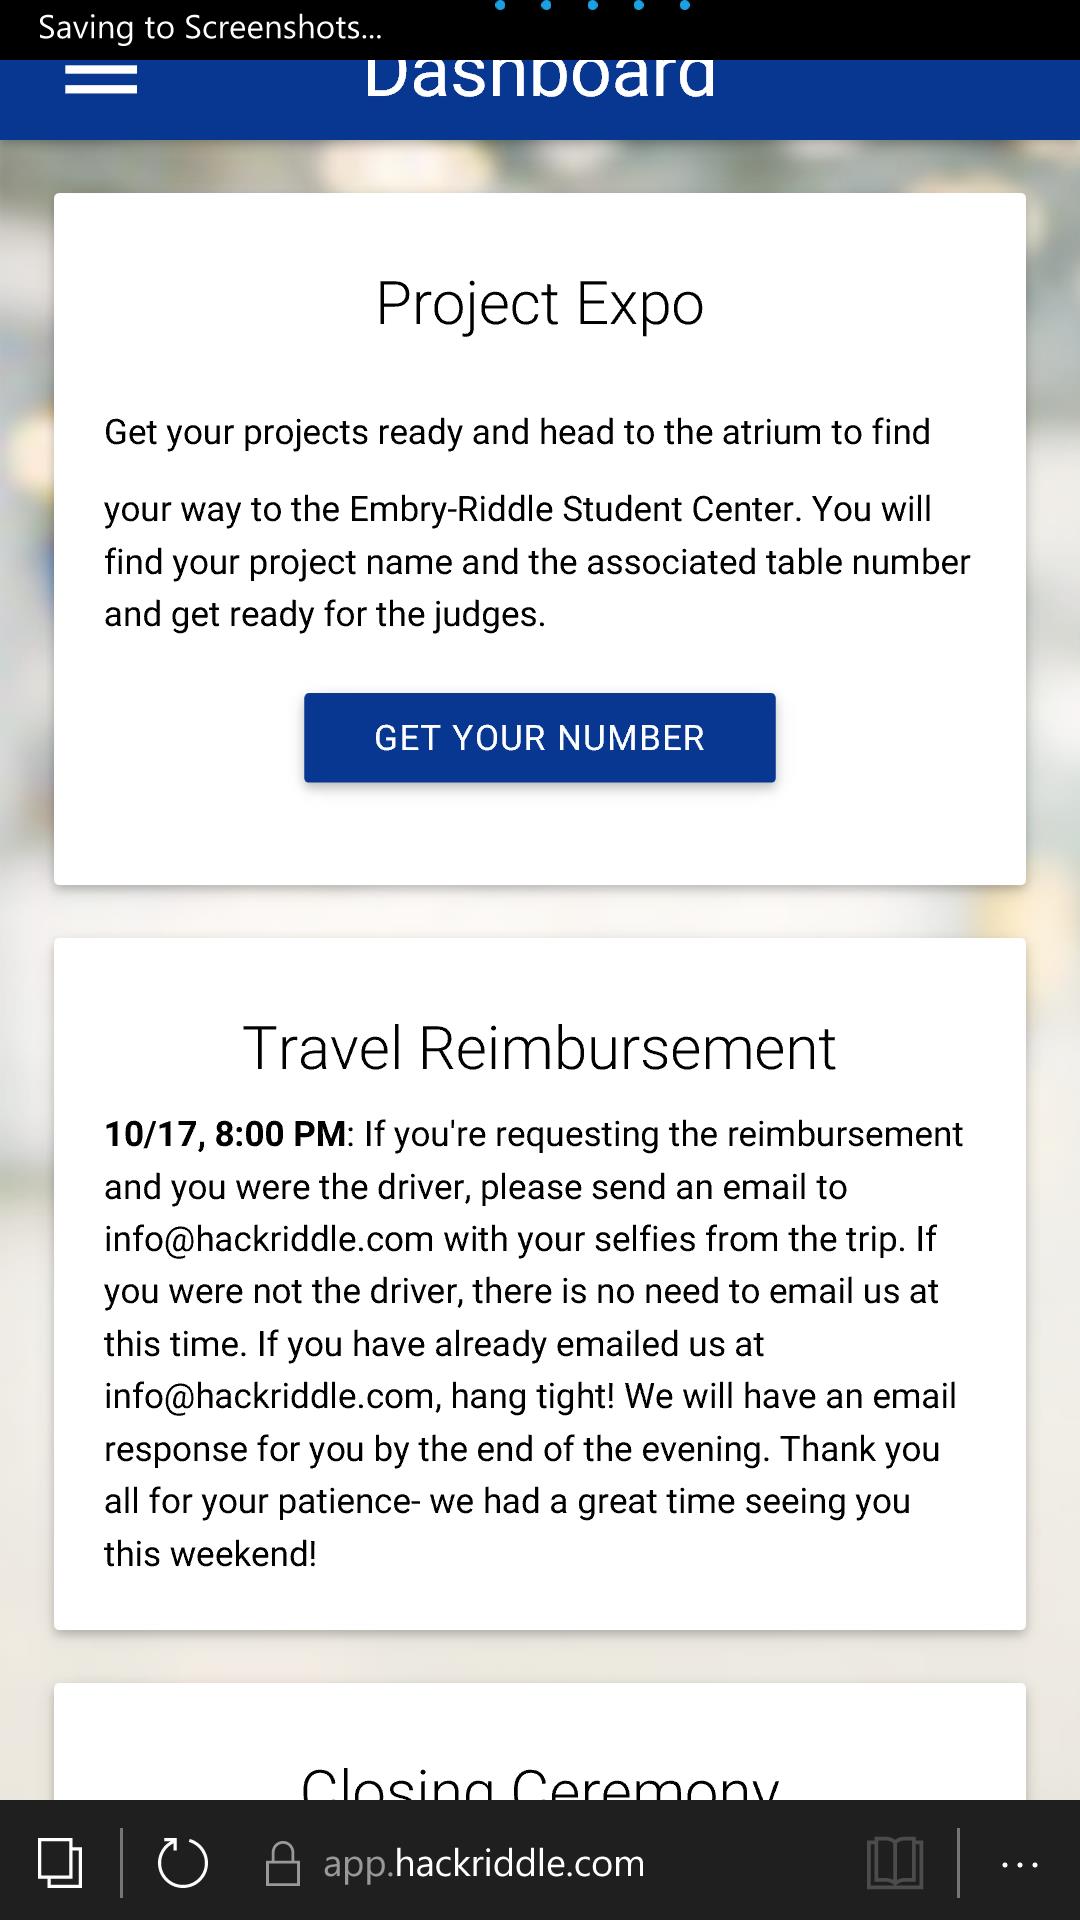 Saving to Screenshots...
Dashboard
Project Expo
Get your projects ready and head to the atrium to find
your way to the Embry-Riddle Student Center. You will
find your project name and the associated table number
and get ready for the judges.
GET YOUR NUMBER
Travel Reimbursement
10/17, 8:00 PM: If you're requesting the reimbursement
and you were the driver, please send an email to
info@hackriddle.com with your selfies from the trip. If
you were not the driver, there is no need to email us at
this time. If you have already emailed us at
info@hackriddle.com, hang tight! We will have an email
response for you by the end of the evening. Thank you
all for your patience- we had a great time seeing you
this weekend!
Closing Ceremony
app.hackriddle.com